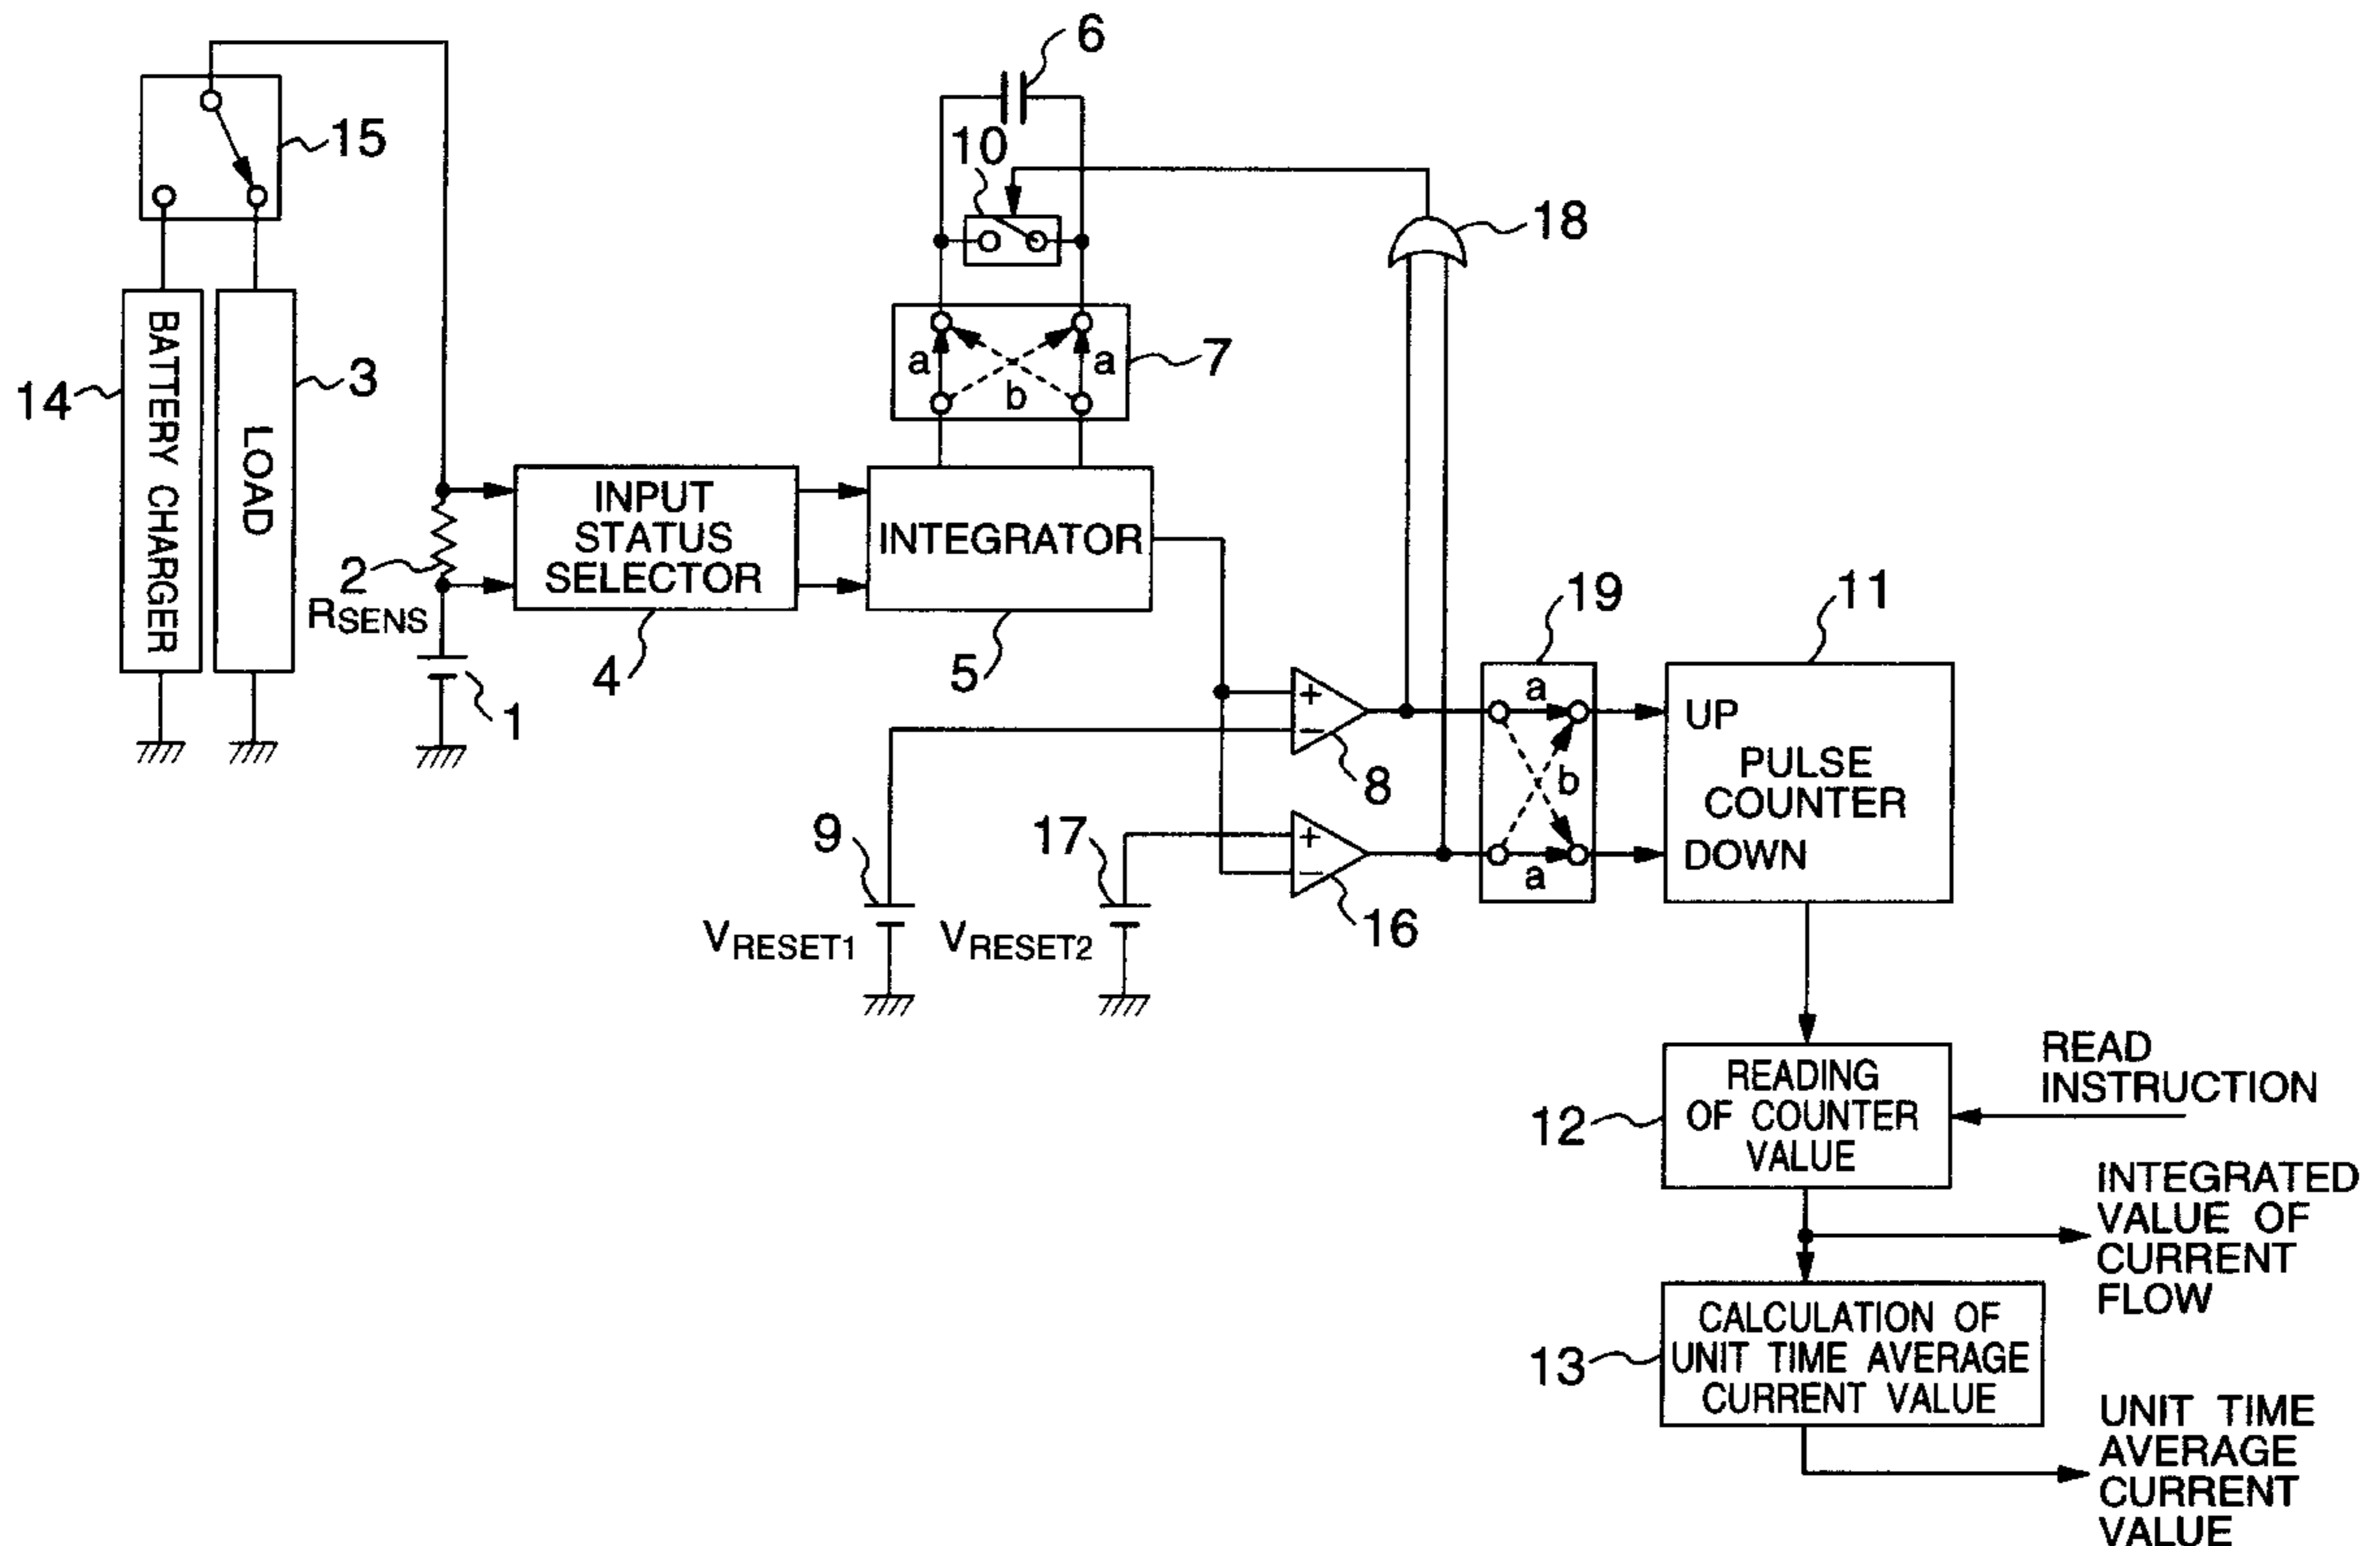 6
15
10
18
a
a
b
7
14
BATTERY CHARGER
LOAD
3
2
RSENS
1
INPUT
STATUS
SELECTOR
4
INTEGRATOR
5
19
11
+
−
8
+
−
16
a
b
a
UP
PULSE
COUNTER
DOWN
9
VRESET1
17
VRESET2
READING
OF COUNTER
VALUE
12
READ
INSTRUCTION
INTEGRATED
VALUE OF
CURRENT
FLOW
CALCULATION OF
UNIT TIME AVERAGE
CURRENT VALUE
13
UNIT TIME
AVERAGE
CURRENT
VALUE